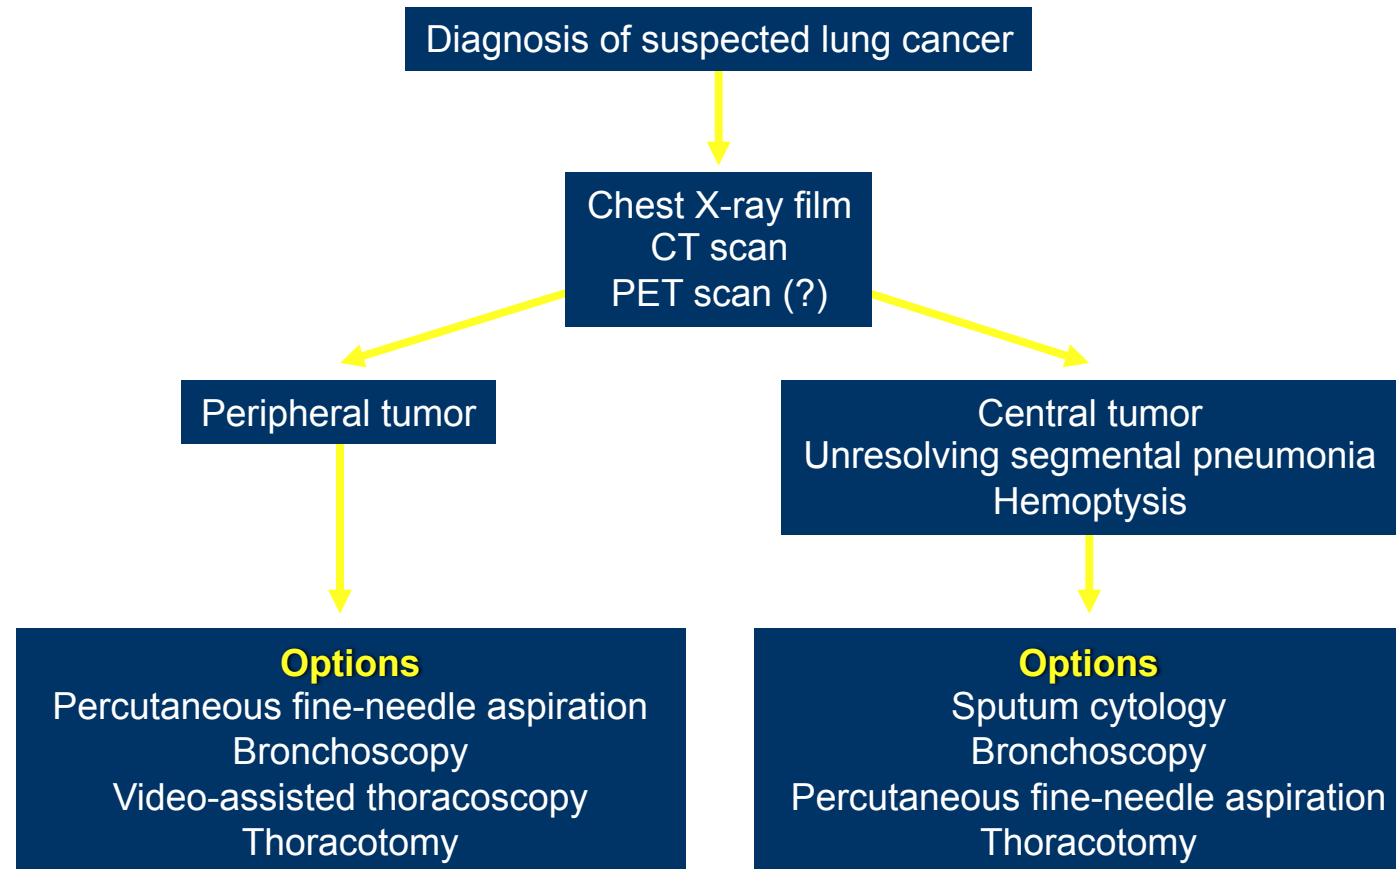 Diagnosis of suspected lung cancer
Chest X-ray film
CT scan
PET scan (?)
Peripheral tumor
Central tumor
Unresolving segmental pneumonia
Hemoptysis
Options
Percutaneous fine-needle aspiration
Bronchoscopy
Video-assisted thoracoscopy
Thoracotomy
Options
Sputum cytology
Bronchoscopy
Percutaneous fine-needle aspiration
Thoracotomy